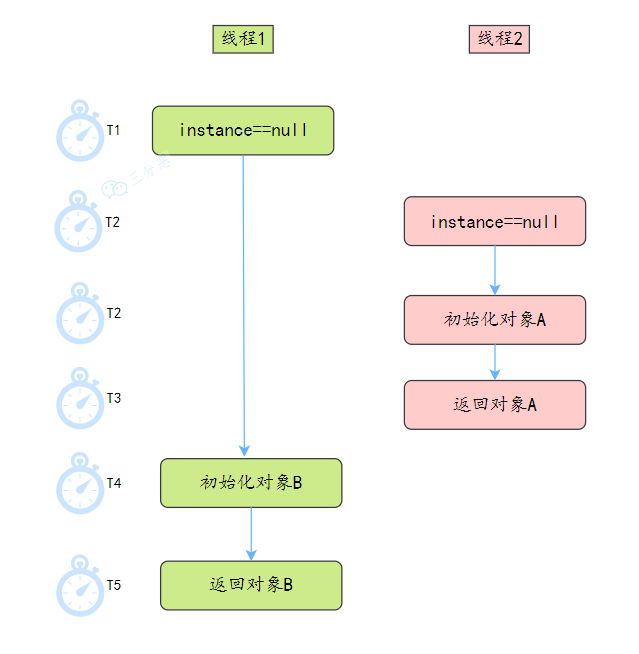 线程1
线程2
T1
instance==null
三分恶
T2
instance==null
T2
初始化对象A
T3
返回对象A
T4
初始化对象B
T5
返回对象B